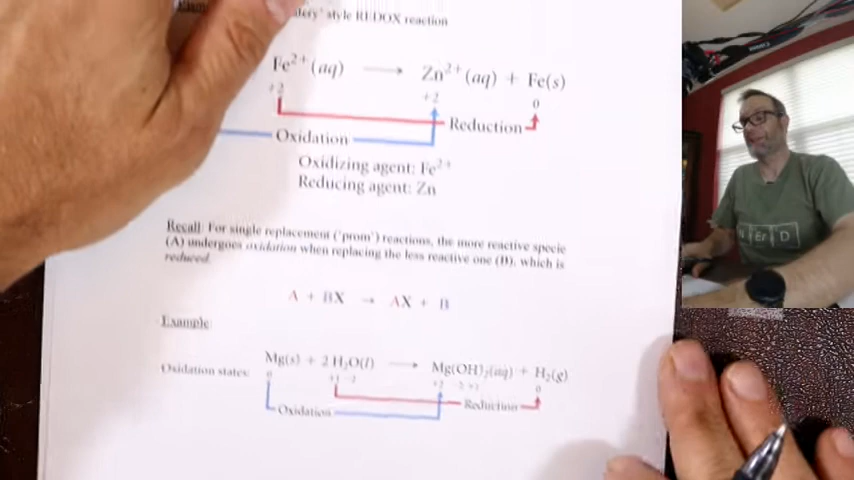 style REDOX reaction
Fe²⁺(aq) → Zn²⁺(aq) + Fe(s)
+2 +2 0
Reduction
Oxidation
Oxidizing agent: Fe²⁺
Reducing agent: Zn
Recall: For single replacement ('prom') reactions, the more reactive specie
(A) undergoes oxidation when replacing the less reactive one (B), which is
reduced.
A + BX → AX + B
Example:
Mg(s) + 2 H₂O(l) → Mg(OH)₂(aq) + H₂(g)
Oxidation states: 0 +1 -2 +2 -2 +1 0
Reduction
Oxidation